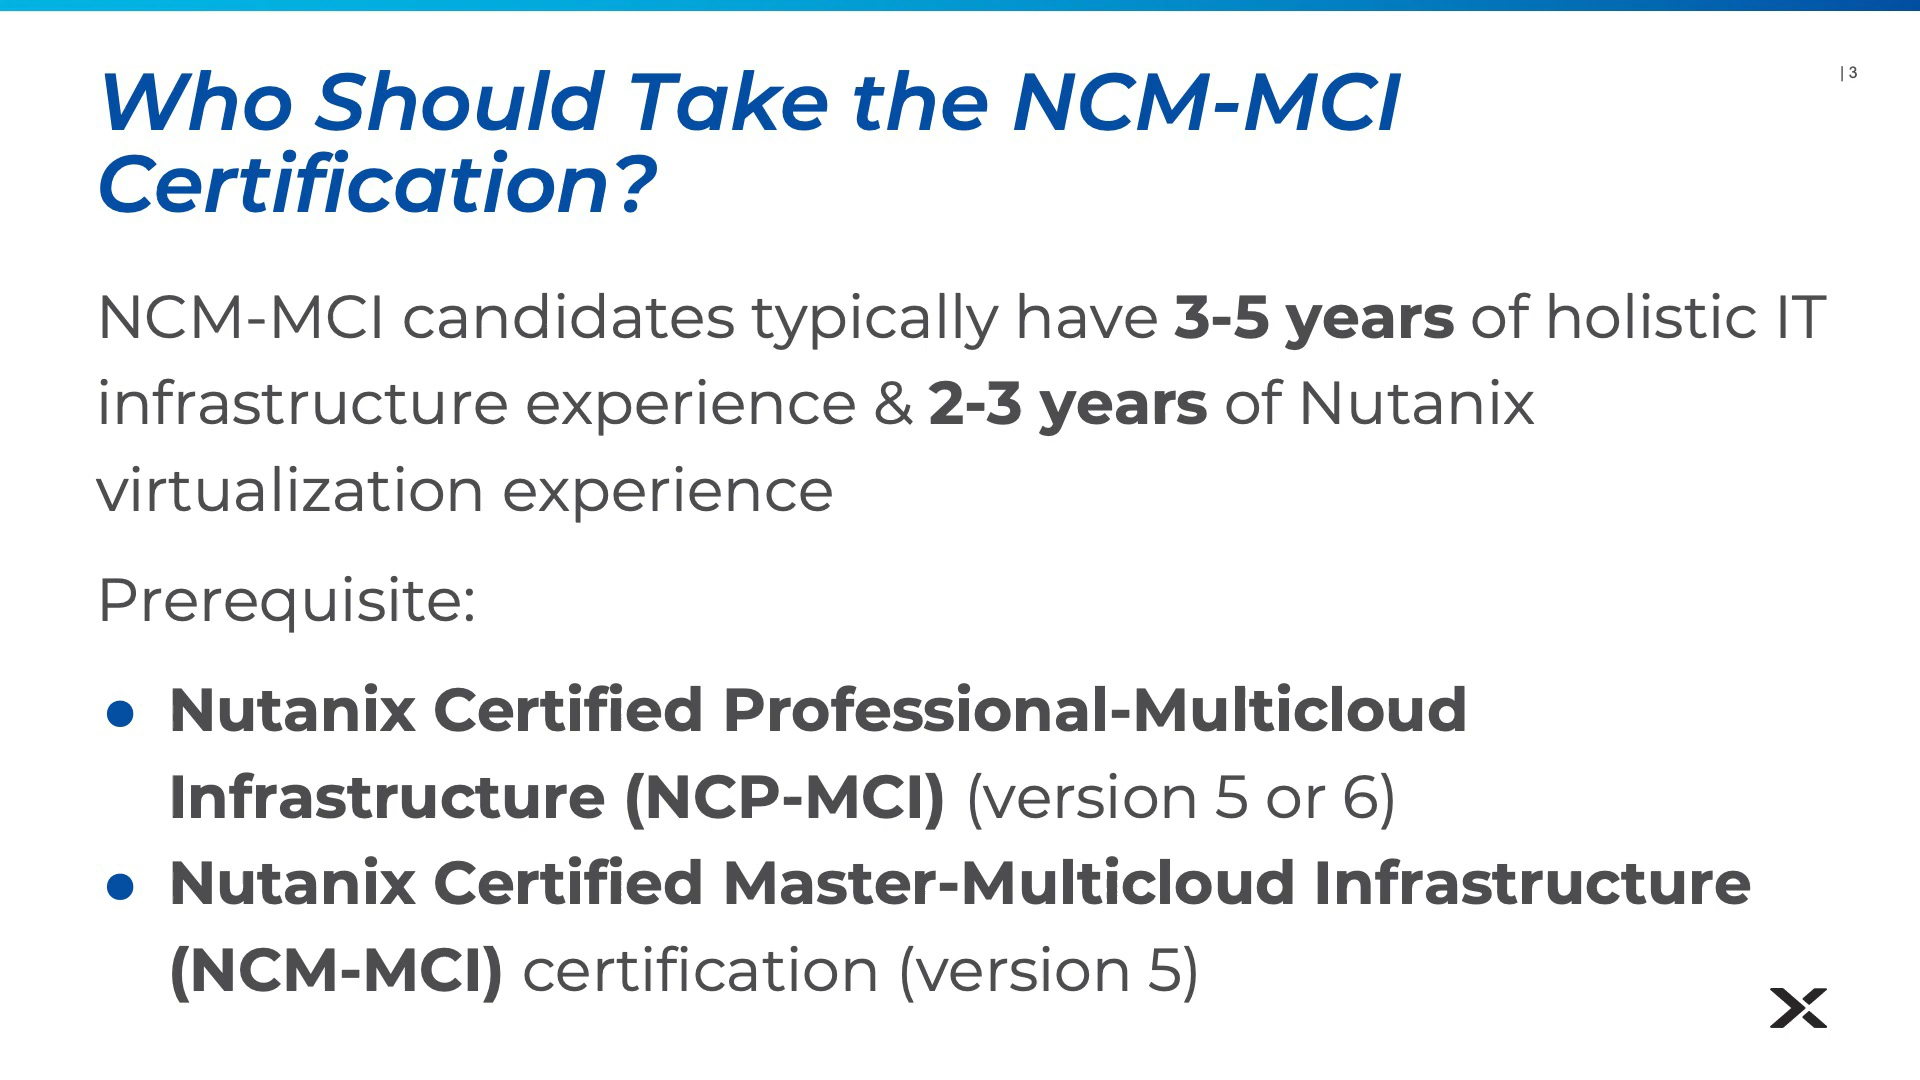 Who Should Take the NCM-MCI
Certification?
| 3
NCM-MCI candidates typically have 3-5 years of holistic IT
infrastructure experience & 2-3 years of Nutanix
virtualization experience
Prerequisite:
● Nutanix Certified Professional-Multicloud
Infrastructure (NCP-MCI) (version 5 or 6)
● Nutanix Certified Master-Multicloud Infrastructure
(NCM-MCI) certification (version 5)